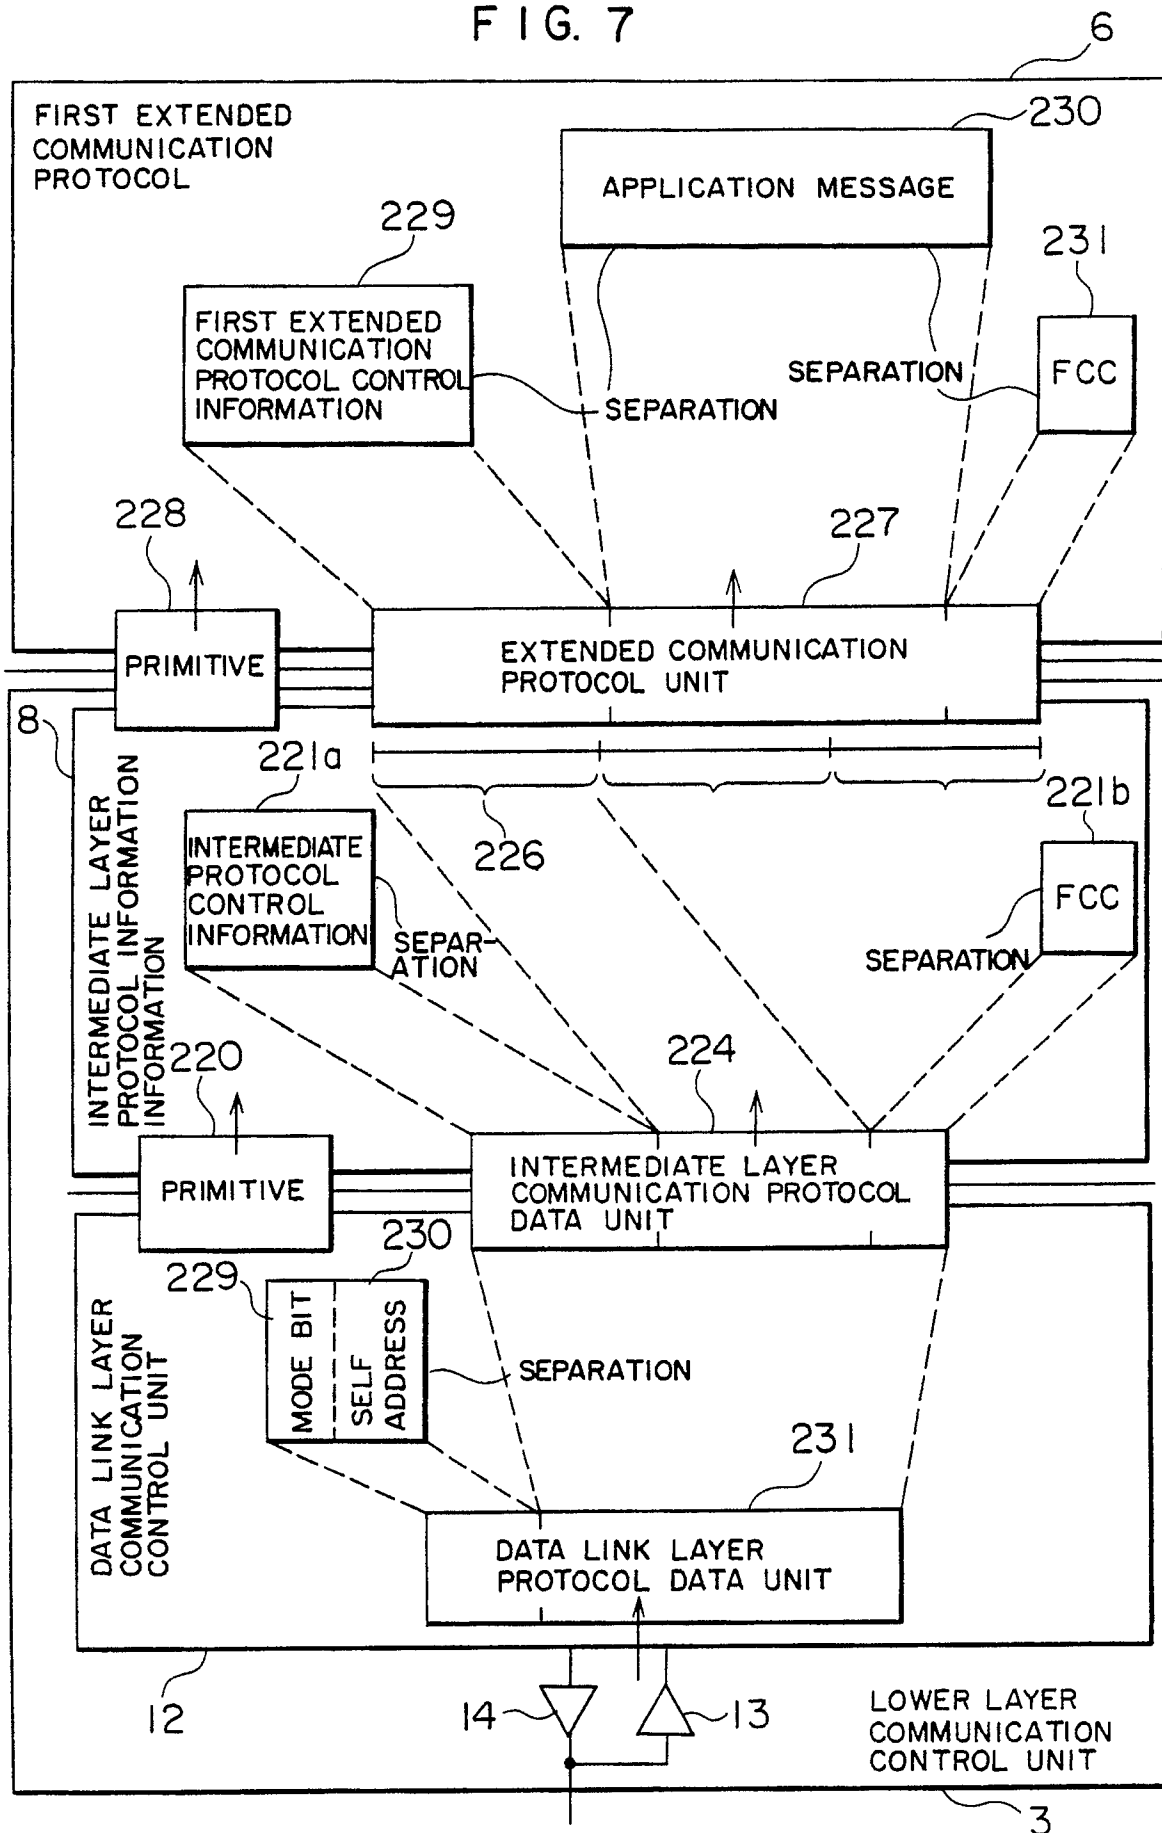 FIG. 7
6
FIRST EXTENDED
COMMUNICATION
PROTOCOL
230
APPLICATION MESSAGE
229
231
FIRST EXTENDED
COMMUNICATION
PROTOCOL CONTROL
INFORMATION
SEPARATION
SEPARATION
FCC
228
227
PRIMITIVE
EXTENDED COMMUNICATION
PROTOCOL UNIT
8
221a
226
221b
INTERMEDIATE LAYER
PROTOCOL INFORMATION
INFORMATION
INTERMEDIATE
PROTOCOL
CONTROL
INFORMATION
SEPAR-
ATION
SEPARATION
FCC
220
224
PRIMITIVE
INTERMEDIATE LAYER
COMMUNICATION PROTOCOL
DATA UNIT
230
229
MODE BIT
SELF
ADDRESS
SEPARATION
DATA LINK LAYER
COMMUNICATION
CONTROL UNIT
231
DATA LINK LAYER
PROTOCOL DATA UNIT
12
14
13
LOWER LAYER
COMMUNICATION
CONTROL UNIT
3